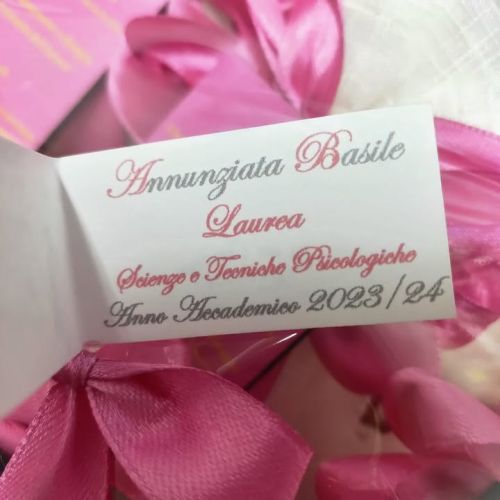 Annunziata Basile
Laurea
Scienze e Tecniche Psicologiche
Anno Accademico 2023/24